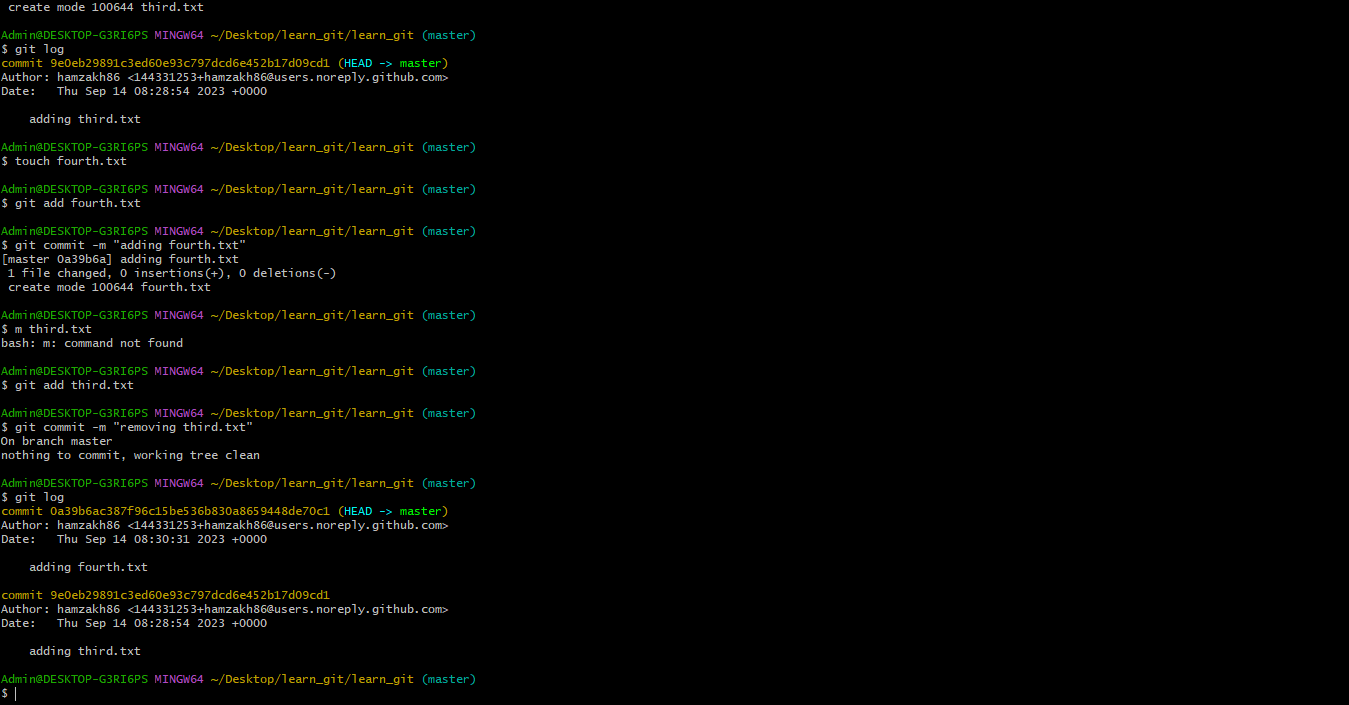 create mode 100644 third.txt
Admin@DESKTOP-G3RI6PS MINGW64 ~/Desktop/learn_git/learn_git (master)
$ git log
commit 9e0eb29891c3ed60e93c797dcd6e452b17d09cd1 (HEAD -> master)
Author: hamzakh86 <144331253+hamzakh86@users.noreply.github.com>
Date:   Thu Sep 14 08:28:54 2023 +0000
    adding third.txt
Admin@DESKTOP-G3RI6PS MINGW64 ~/Desktop/learn_git/learn_git (master)
$ touch fourth.txt
Admin@DESKTOP-G3RI6PS MINGW64 ~/Desktop/learn_git/learn_git (master)
$ git add fourth.txt
Admin@DESKTOP-G3RI6PS MINGW64 ~/Desktop/learn_git/learn_git (master)
$ git commit -m "adding fourth.txt"
[master 0a39b6a] adding fourth.txt
 1 file changed, 0 insertions(+), 0 deletions(-)
 create mode 100644 fourth.txt
Admin@DESKTOP-G3RI6PS MINGW64 ~/Desktop/learn_git/learn_git (master)
$ m third.txt
bash: m: command not found
Admin@DESKTOP-G3RI6PS MINGW64 ~/Desktop/learn_git/learn_git (master)
$ git add third.txt
Admin@DESKTOP-G3RI6PS MINGW64 ~/Desktop/learn_git/learn_git (master)
$ git commit -m "removing third.txt"
On branch master
nothing to commit, working tree clean
Admin@DESKTOP-G3RI6PS MINGW64 ~/Desktop/learn_git/learn_git (master)
$ git log
commit 0a39b6ac387f96c15be536b830a8659448de70c1 (HEAD -> master)
Author: hamzakh86 <144331253+hamzakh86@users.noreply.github.com>
Date:   Thu Sep 14 08:30:31 2023 +0000
    adding fourth.txt
commit 9e0eb29891c3ed60e93c797dcd6e452b17d09cd1
Author: hamzakh86 <144331253+hamzakh86@users.noreply.github.com>
Date:   Thu Sep 14 08:28:54 2023 +0000
    adding third.txt
Admin@DESKTOP-G3RI6PS MINGW64 ~/Desktop/learn_git/learn_git (master)
$